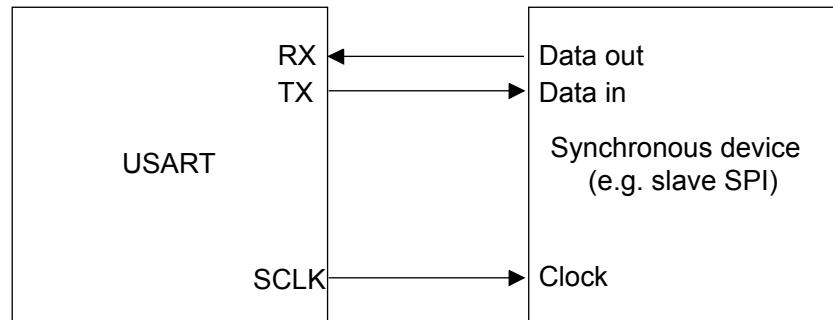 RX
TX
USART
SCLK
Data out
Data in
Synchronous device
(e.g. slave SPI)
Clock